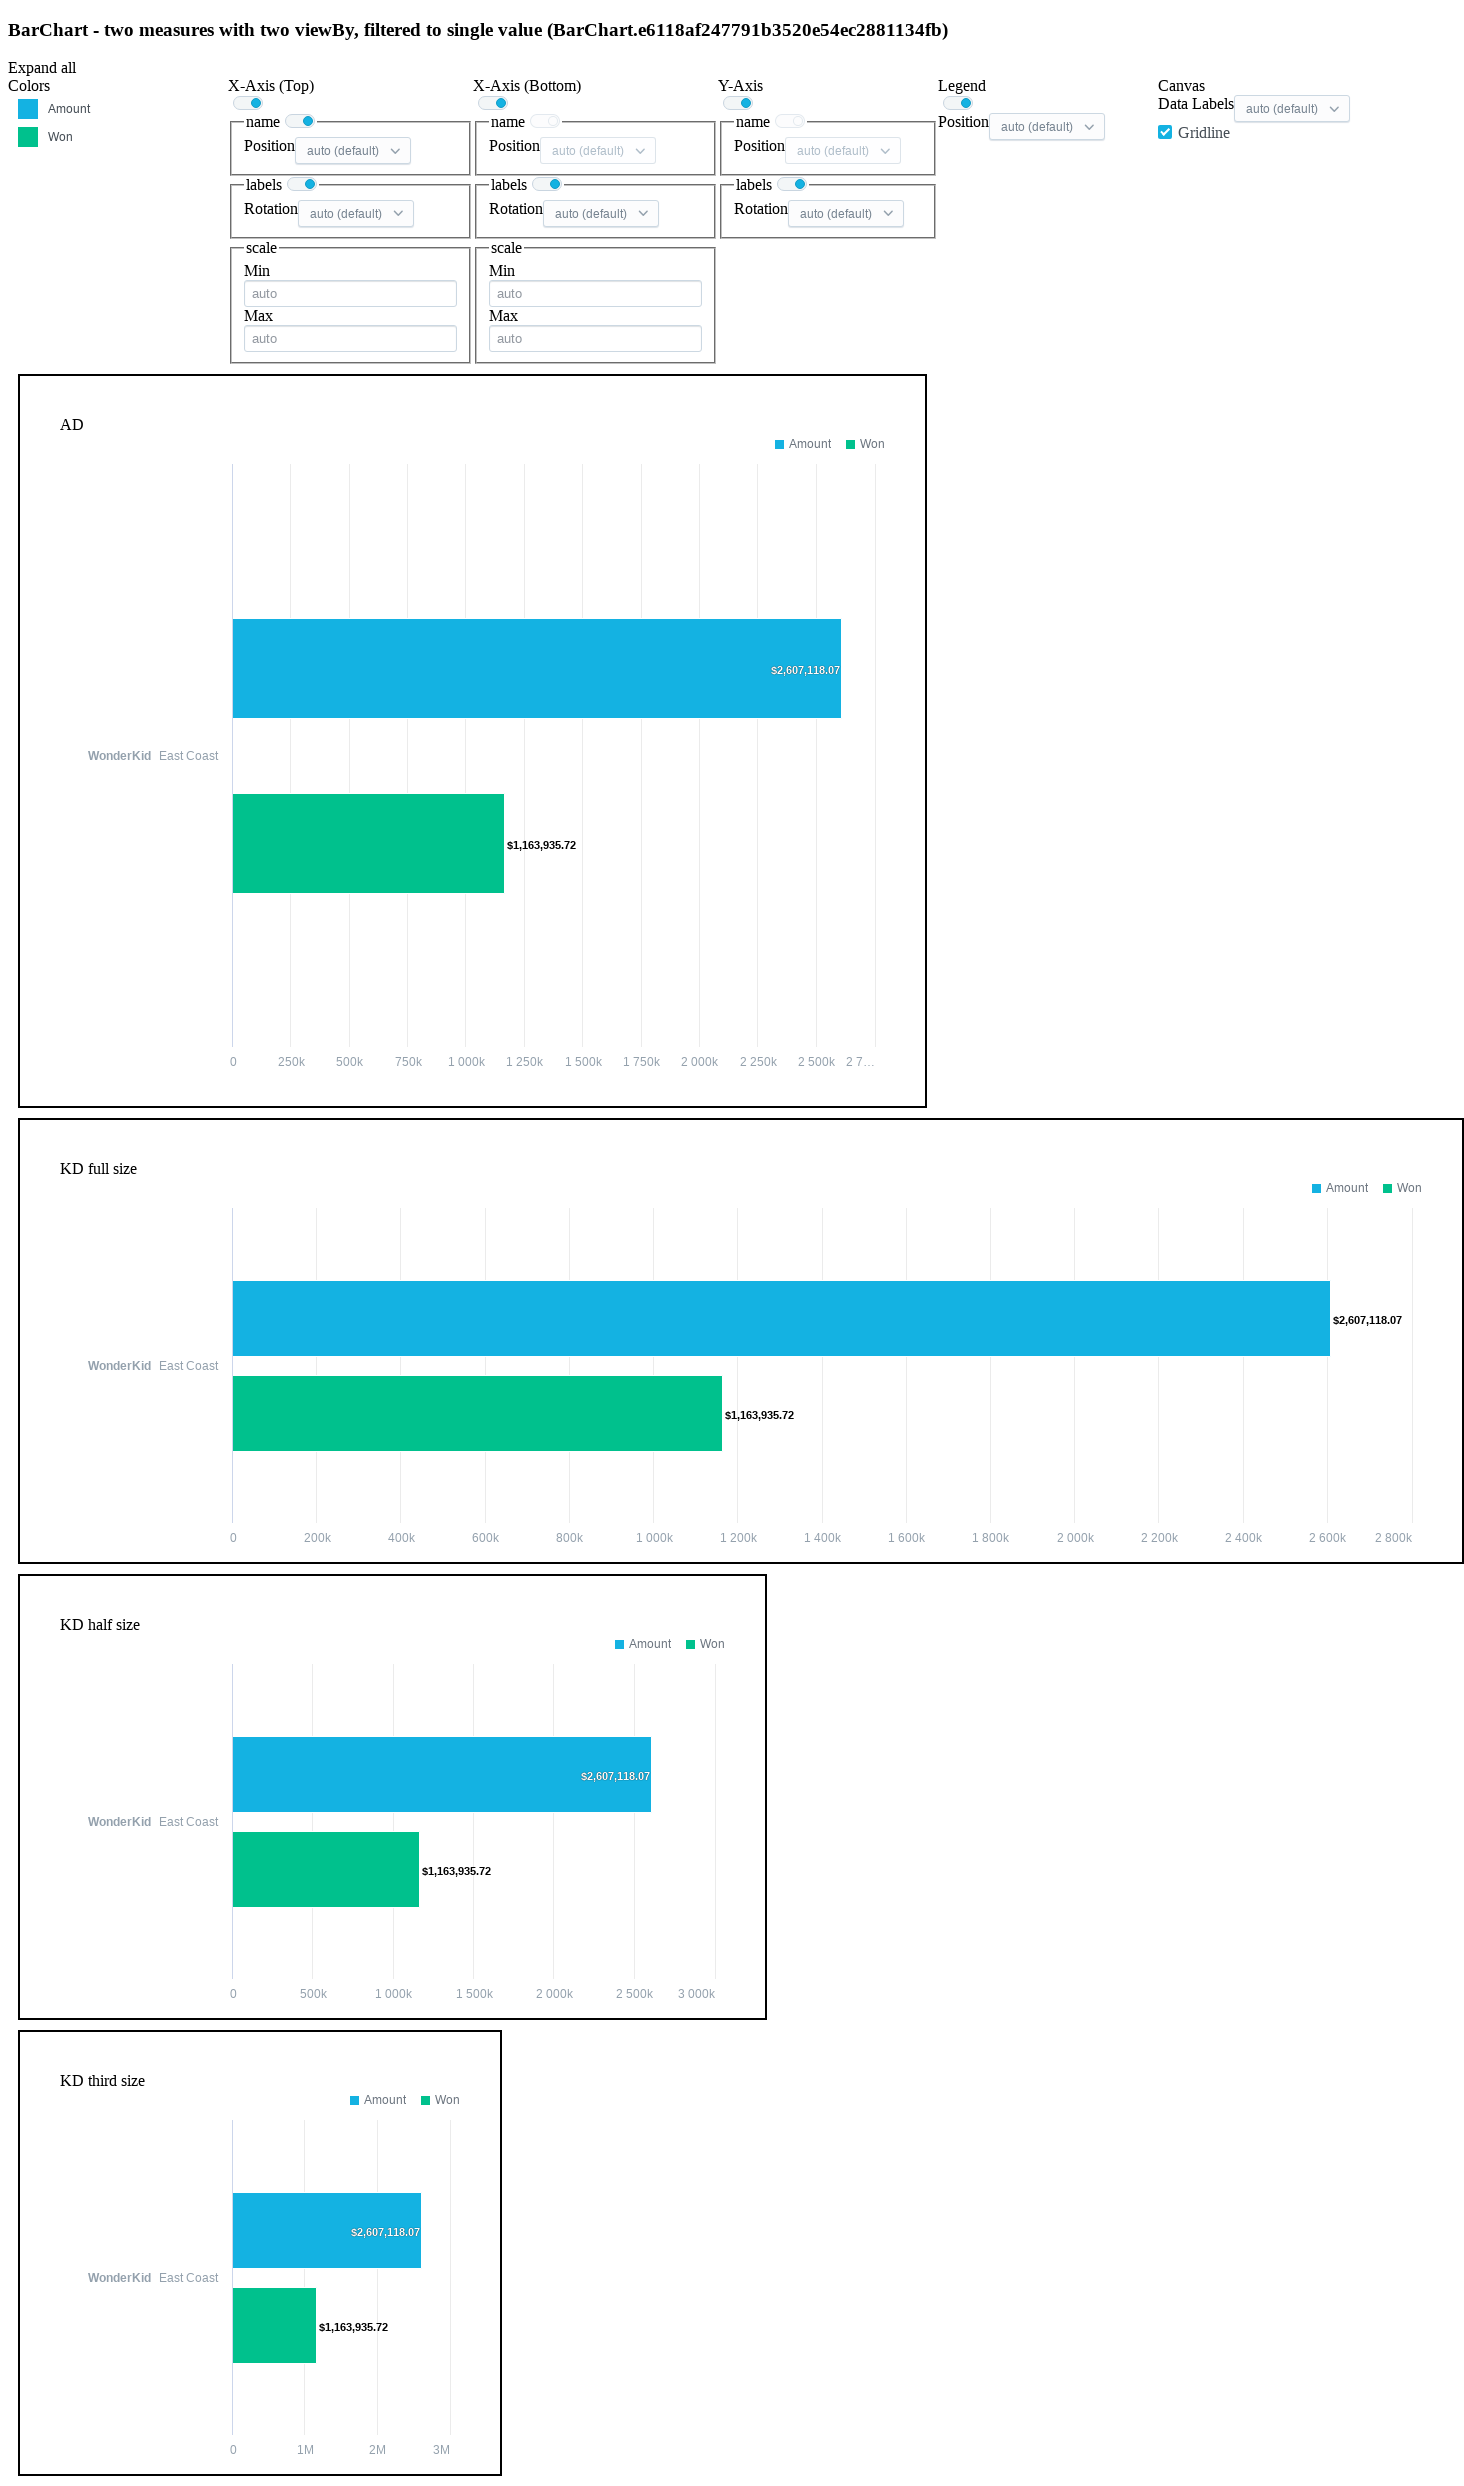 BarChart - two measures with two viewBy, filtered to single value (BarChart.e6118af247791b3520e54ec2881134fb)
Expand all
Colors
Amount
Won
X-Axis (Top)
name
Position auto (default)
labels
Rotation auto (default)
scale
Min
auto
Max
auto
X-Axis (Bottom)
name
Position auto (default)
labels
Rotation auto (default)
scale
Min
auto
Max
auto
Y-Axis
name
Position auto (default)
labels
Rotation auto (default)
Legend
Position auto (default)
Canvas
Data Labels auto (default)
Gridline
AD
Amount Won
$2,607,118.07
WonderKid East Coast
$1,163,935.72
0 250k 500k 750k 1 000k 1 250k 1 500k 1 750k 2 000k 2 250k 2 500k 2 7…
KD full size
Amount Won
$2,607,118.07
WonderKid East Coast
$1,163,935.72
0 200k 400k 600k 800k 1 000k 1 200k 1 400k 1 600k 1 800k 2 000k 2 200k 2 400k 2 600k 2 800k
KD half size
Amount Won
$2,607,118.07
WonderKid East Coast
$1,163,935.72
0 500k 1 000k 1 500k 2 000k 2 500k 3 000k
KD third size
Amount Won
$2,607,118.07
WonderKid East Coast
$1,163,935.72
0 1M 2M 3M